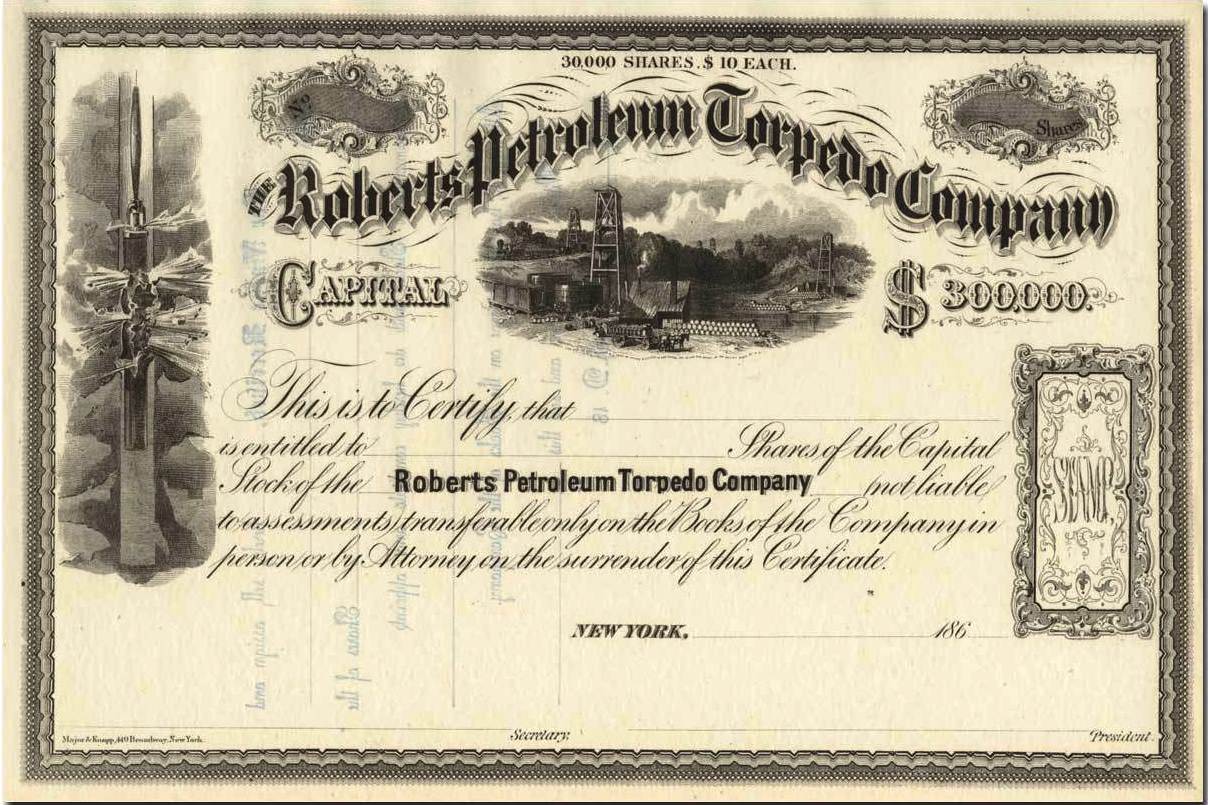 30,000 SHARES. $ 10 EACH.
No
Shares
THE Roberts Petroleum Torpedo Company
CAPITAL
$ 300,000.
This is to Certify, that
is entitled to Shares of the Capital
Stock of the Roberts Petroleum Torpedo Company (not liable
to assessments) transferable only on the Books of the Company in
person or by Attorney on the surrender of this Certificate.
STAMP,
NEW YORK, 186
Major & Knapp, 449 Broadway, New York.
Secretary.
President.